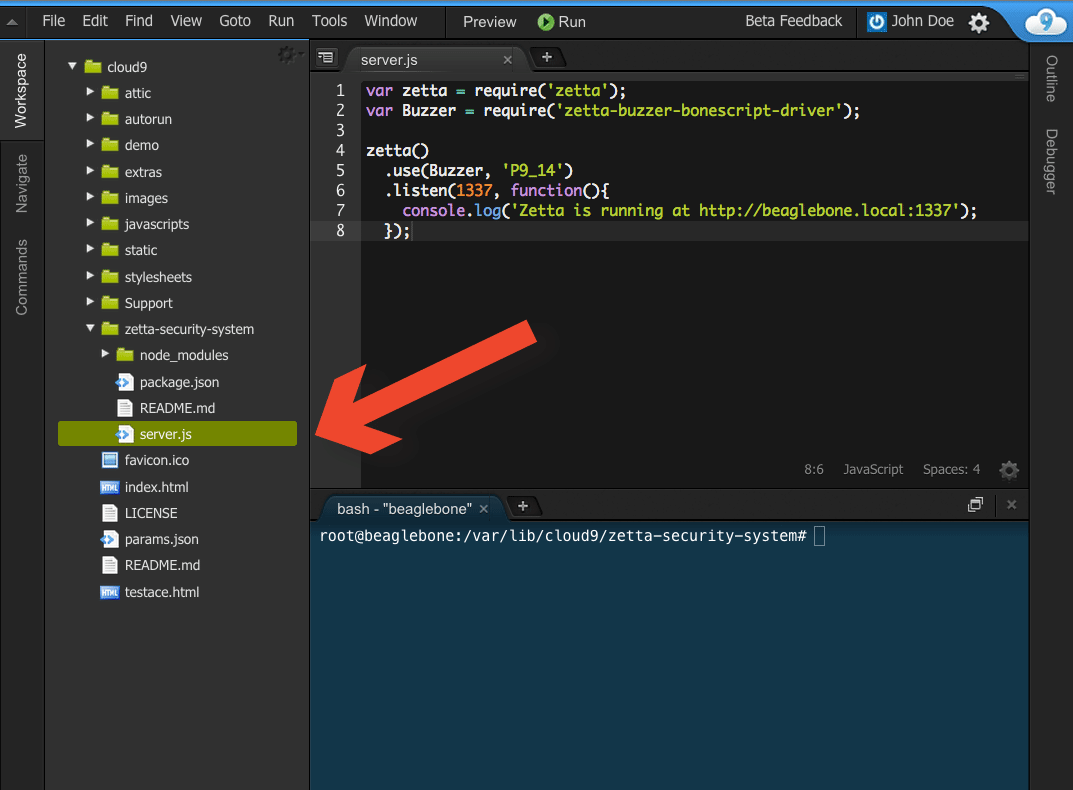 File Edit Find View Goto Run Tools Window Preview Run Beta Feedback John Doe 9
Workspace
Navigate
Commands
cloud9
attic
autorun
demo
extras
images
javascripts
static
stylesheets
Support
zetta-security-system
node_modules
package.json
README.md
server.js
favicon.ico
HTML index.html
LICENSE
params.json
README.md
HTML testace.html
server.js
1 var zetta = require('zetta');
2 var Buzzer = require('zetta-buzzer-bonescript-driver');
3
4 zetta()
5   .use(Buzzer, 'P9_14')
6   .listen(1337, function(){
7     console.log('Zetta is running at http://beaglebone.local:1337');
8   });
8:6 JavaScript Spaces: 4
bash - "beaglebone"
root@beaglebone:/var/lib/cloud9/zetta-security-system#
Outline
Debugger